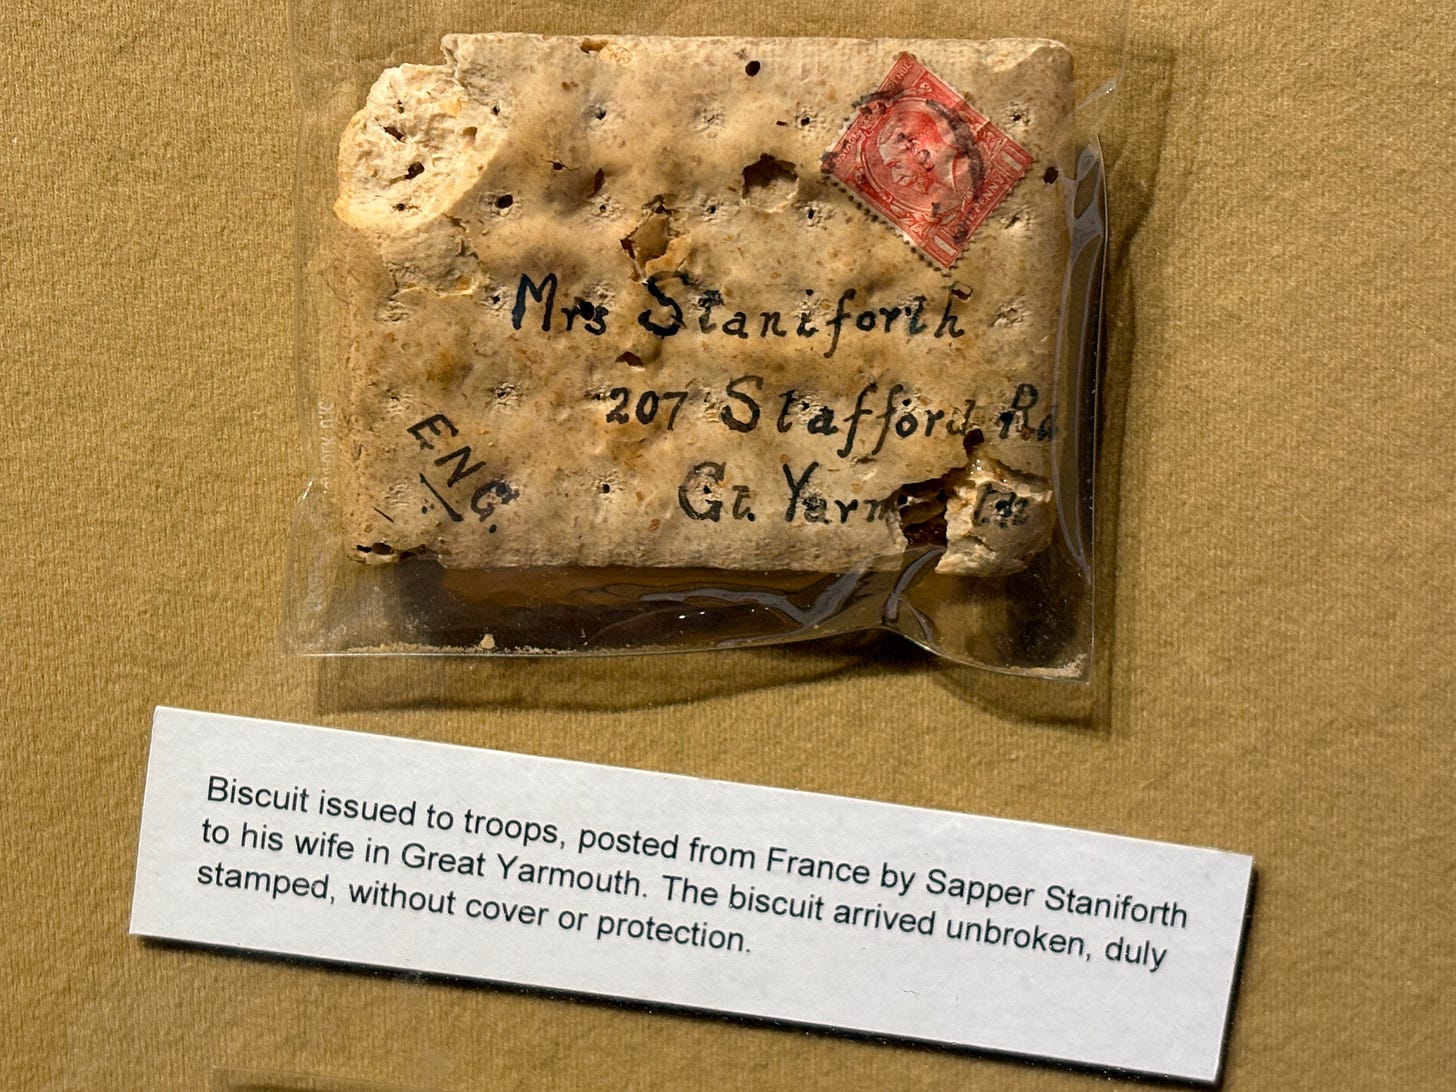 Mrs Staniforth
207 Stafford Rd
Gt. Yarmouth
ENG.
Biscuit issued to troops, posted from France by Sapper Staniforth
to his wife in Great Yarmouth. The biscuit arrived unbroken, duly
stamped, without cover or protection.